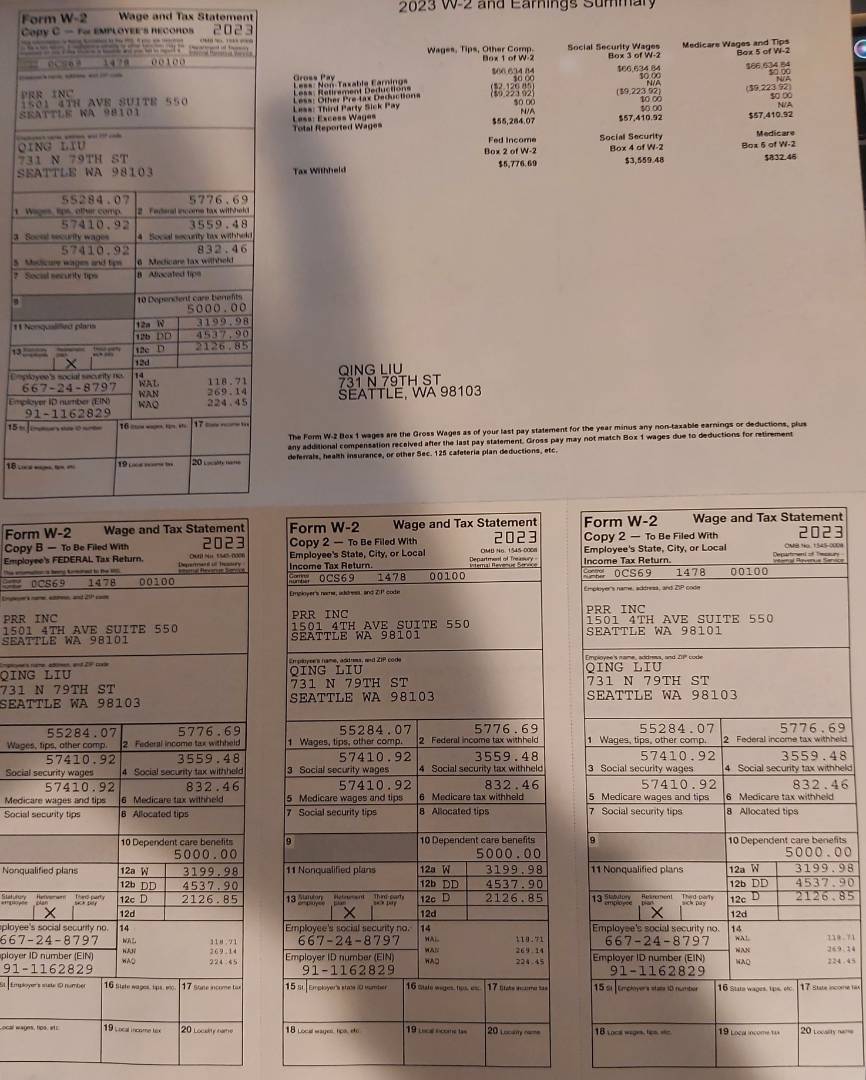 2023 W-2 and Earnings Summary
Form W-2 Wage and Tax Statement
Copy C — For EMPLOYEE'S RECORDS 2023
0CS69 1478 00100
PRR INC
1501 4TH AVE SUITE 550
SEATTLE WA 98101
QING LIU
731 N 79TH ST
SEATTLE WA 98103
55284.07 5776.69
1 Wages, tips, other comp. 2 Federal income tax withheld
57410.92 3559.48
3 Social security wages 4 Social security tax withheld
57410.92 832.46
5 Medicare wages and tips 6 Medicare tax withheld
7 Social security tips 8 Allocated tips
9 10 Dependent care benefits
5000.00
11 Nonqualified plans 12a W 3199.98
12b DD 4537.90
13 12c D 2126.85
X 12d
Employee's social security no. 14
667-24-8797 WAL 118.71
Employer ID number (EIN) WAN 269.14
91-1162829 WAQ 224.45
15 St. Employer's state ID number 16 State wages, tips, etc. 17 State income tax
18 Local wages, tips, etc. 19 Local income tax 20 Locality name
Wages, Tips, Other Comp. Social Security Wages Medicare Wages and Tips
Box 1 of W-2 Box 3 of W-2 Box 5 of W-2
Gross Pay $66,634.84 $66,634.84 $66,634.84
Less: Non-Taxable Earnings $0.00 $0.00 $0.00
Less: Retirement Deductions ($2,126.85) N/A N/A
Less: Other Pre-tax Deductions ($9,223.92) ($9,223.92) ($9,223.92)
Less: Third Party Sick Pay $0.00 $0.00 $0.00
Less: Excess Wages N/A $0.00 N/A
Total Reported Wages $55,284.07 $57,410.92 $57,410.92
Fed Income Social Security Medicare
Box 2 of W-2 Box 4 of W-2 Box 6 of W-2
Tax Withheld $5,776.69 $3,559.48 $832.46
QING LIU
731 N 79TH ST
SEATTLE, WA 98103
The Form W-2 Box 1 wages are the Gross Wages as of your last pay statement for the year minus any non-taxable earnings or deductions, plus
any additional compensation received after the last pay statement. Gross pay may not match Box 1 wages due to deductions for retirement
deferrals, health insurance, or other Sec. 125 cafeteria plan deductions, etc.
Form W-2 Wage and Tax Statement
Copy B — To Be Filed With 2023
Employee's FEDERAL Tax Return. OMB No. 1545-0008
Department of Treasury -
This information is being furnished to the IRS. Internal Revenue Service
Control number 0CS69 1478 00100
Employer's name, address, and ZIP code
PRR INC
1501 4TH AVE SUITE 550
SEATTLE WA 98101
Employee's name, address, and ZIP code
QING LIU
731 N 79TH ST
SEATTLE WA 98103
55284.07 5776.69
Wages, tips, other comp. 2 Federal income tax withheld
57410.92 3559.48
Social security wages 4 Social security tax withheld
57410.92 832.46
Medicare wages and tips 6 Medicare tax withheld
Social security tips 8 Allocated tips
10 Dependent care benefits
5000.00
Nonqualified plans 12a W 3199.98
12b DD 4537.90
Statutory employee Retirement plan Third-party sick pay 12c D 2126.85
X 12d
ployee's social security no. 14
667-24-8797 WAL 118.71
ployer ID number (EIN) WAN 269.14
91-1162829 WAQ 224.45
St. Employer's state ID number 16 State wages, tips, etc. 17 State income tax
Local wages, tips, etc. 19 Local income tax 20 Locality name
Form W-2 Wage and Tax Statement
Copy 2 — To Be Filed With 2023
Employee's State, City, or Local OMB No. 1545-0008
Department of Treasury -
Income Tax Return. Internal Revenue Service
Control number 0CS69 1478 00100
Employer's name, address, and ZIP code
PRR INC
1501 4TH AVE SUITE 550
SEATTLE WA 98101
Employee's name, address, and ZIP code
QING LIU
731 N 79TH ST
SEATTLE WA 98103
55284.07 5776.69
1 Wages, tips, other comp. 2 Federal income tax withheld
57410.92 3559.48
3 Social security wages 4 Social security tax withheld
57410.92 832.46
5 Medicare wages and tips 6 Medicare tax withheld
7 Social security tips 8 Allocated tips
9 10 Dependent care benefits
5000.00
11 Nonqualified plans 12a W 3199.98
12b DD 4537.90
13 Statutory employee Retirement plan Third-party sick pay 12c D 2126.85
X 12d
Employee's social security no. 14
667-24-8797 WAL 118.71
Employer ID number (EIN) WAN 269.14
91-1162829 WAQ 224.45
15 St. Employer's state ID number 16 State wages, tips, etc. 17 State income tax
18 Local wages, tips, etc. 19 Local income tax 20 Locality name
Form W-2 Wage and Tax Statement
Copy 2 — To Be Filed With 2023
Employee's State, City, or Local OMB No. 1545-0008
Department of Treasury -
Income Tax Return. Internal Revenue Service
Control number 0CS69 1478 00100
Employer's name, address, and ZIP code
PRR INC
1501 4TH AVE SUITE 550
SEATTLE WA 98101
Employee's name, address, and ZIP code
QING LIU
731 N 79TH ST
SEATTLE WA 98103
55284.07 5776.69
1 Wages, tips, other comp. 2 Federal income tax withheld
57410.92 3559.48
3 Social security wages 4 Social security tax withheld
57410.92 832.46
5 Medicare wages and tips 6 Medicare tax withheld
7 Social security tips 8 Allocated tips
9 10 Dependent care benefits
5000.00
11 Nonqualified plans 12a W 3199.98
12b DD 4537.90
13 Statutory employee Retirement plan Third-party sick pay 12c D 2126.85
X 12d
Employee's social security no. 14
667-24-8797 WAL 118.71
Employer ID number (EIN) WAN 269.14
91-1162829 WAQ 224.45
15 St. Employer's state ID number 16 State wages, tips, etc. 17 State income tax
18 Local wages, tips, etc. 19 Local income tax 20 Locality name